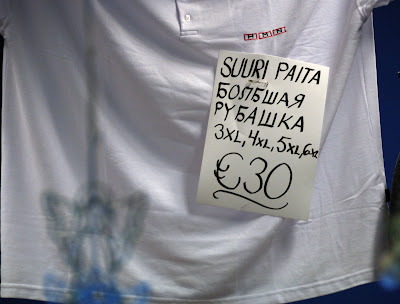 SUURI PAITA
БОЛЬШАЯ
РУБАШКА
3XL, 4XL, 5XL, 6XL
€30